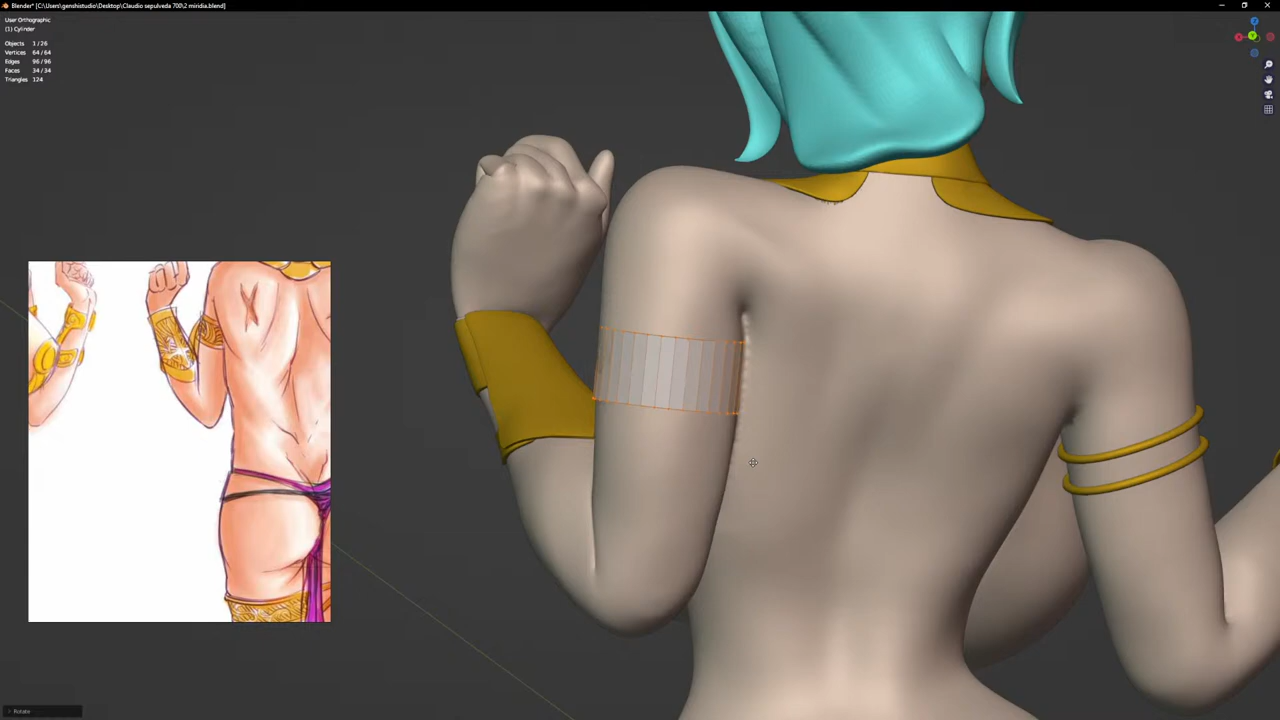 Blender* [C:\Users\genshistudio\Desktop\Claudio sepulveda 700\2 miridia.blend]
User Orthographic
(1) Cylinder
Objects 1/26
Vertices 64/64
Edges 96/96
Faces 34/34
Triangles 124
Rotate